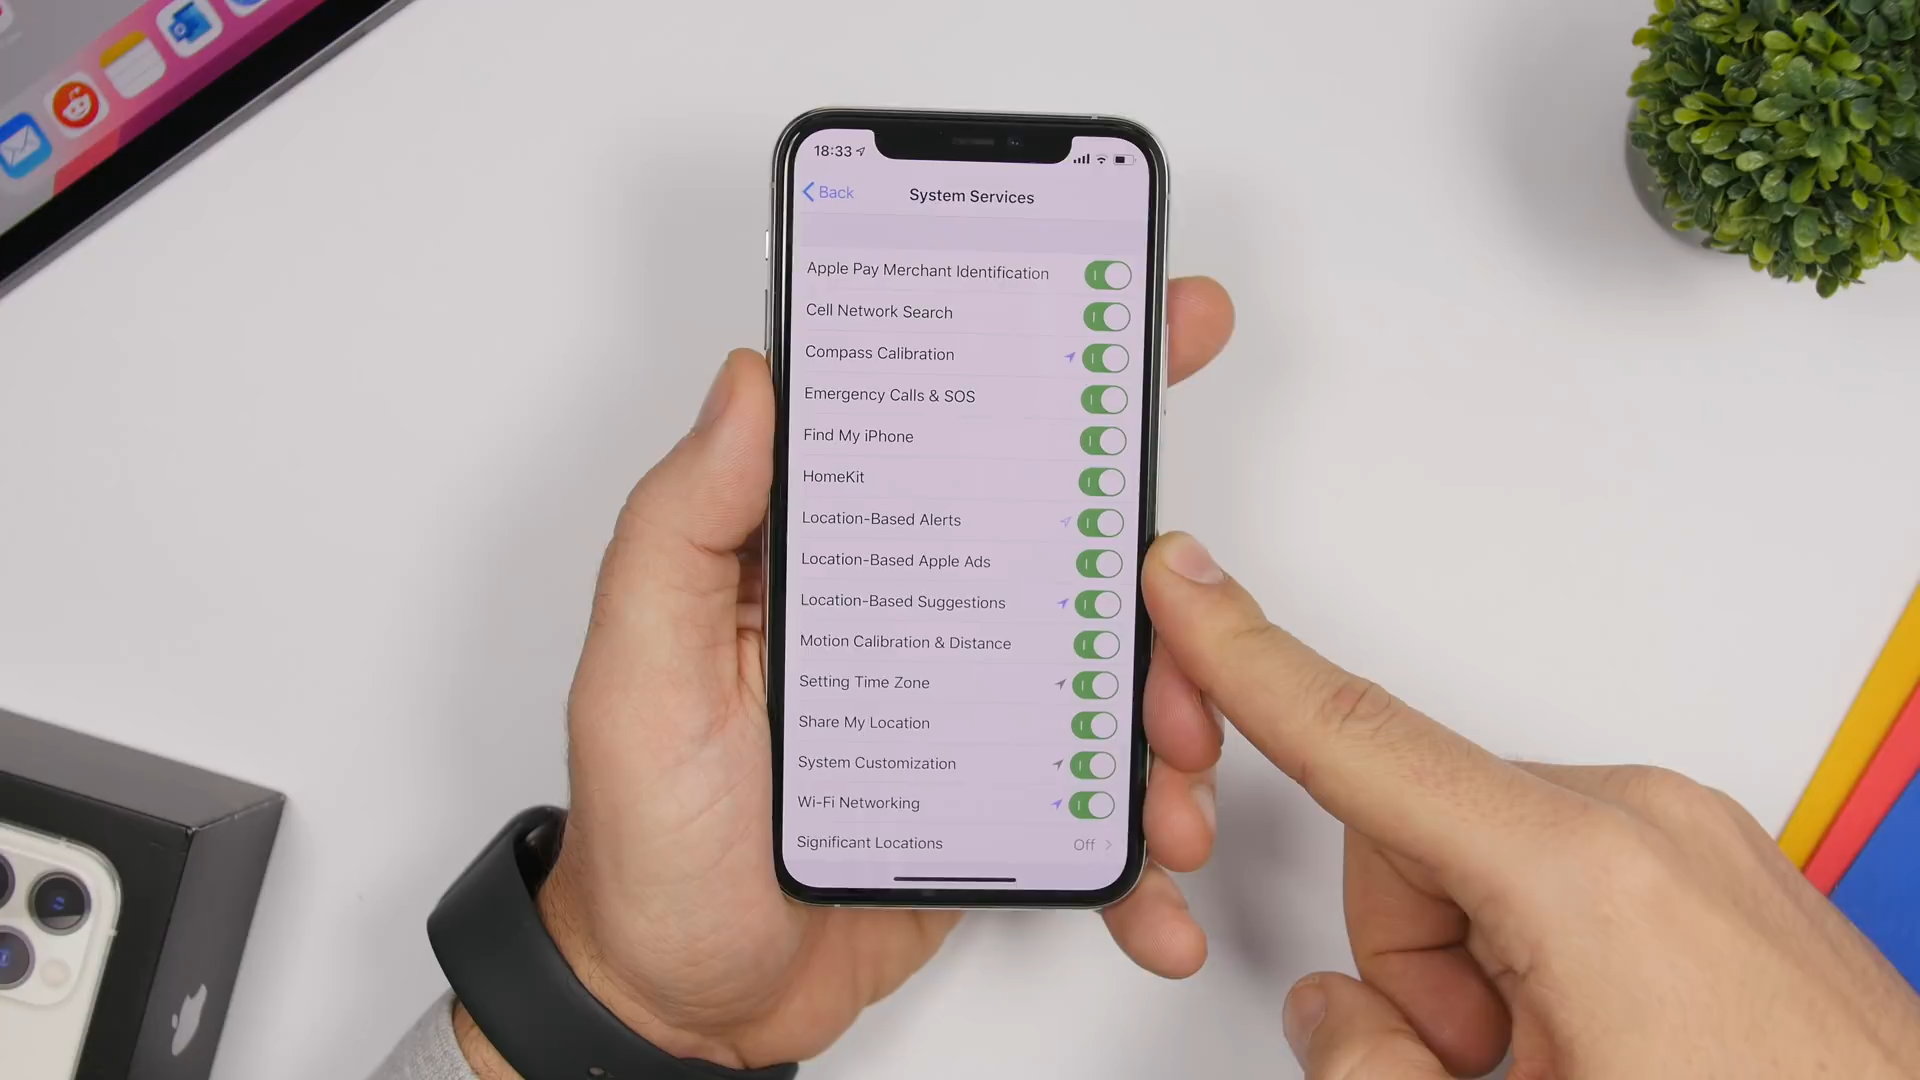 18:33
Back
System Services
Apple Pay Merchant Identification
Cell Network Search
Compass Calibration
Emergency Calls & SOS
Find My iPhone
HomeKit
Location-Based Alerts
Location-Based Apple Ads
Location-Based Suggestions
Motion Calibration & Distance
Setting Time Zone
Share My Location
System Customization
Wi-Fi Networking
Significant Locations Off